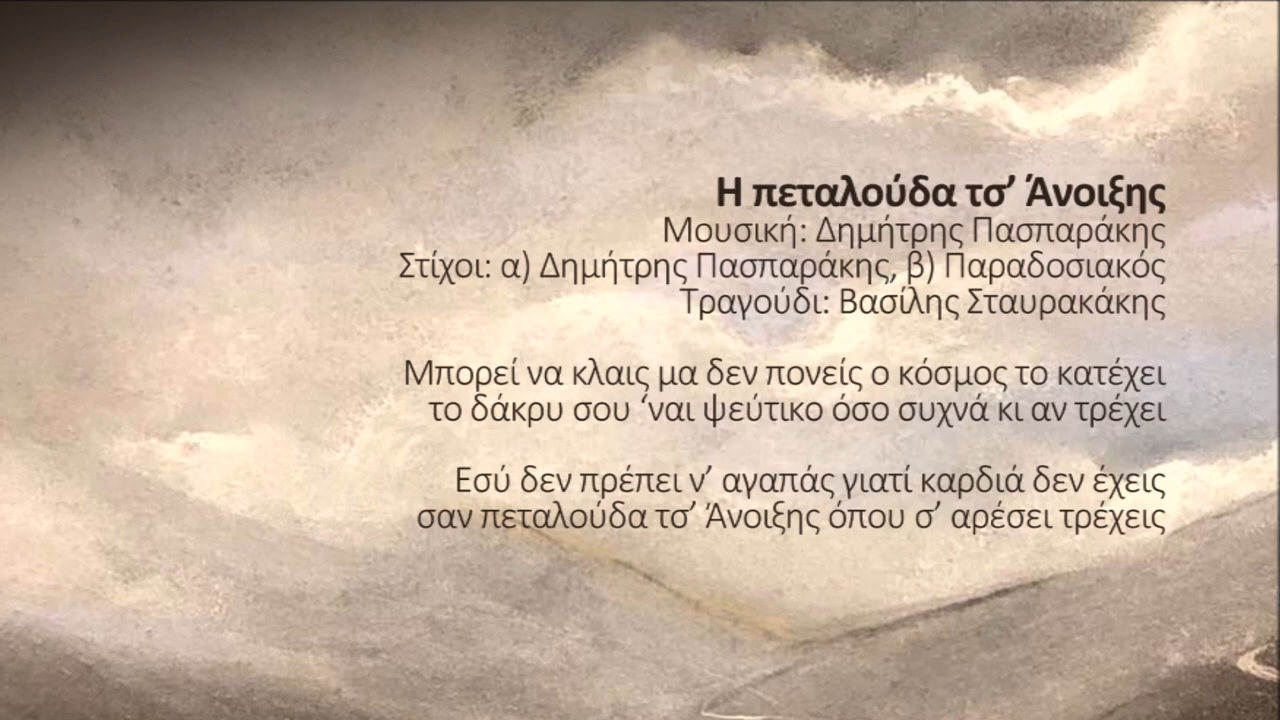 Η πεταλούδα τσ’ Άνοιξης
Μουσική: Δημήτρης Πασπαράκης
Στίχοι: α) Δημήτρης Πασπαράκης, β) Παραδοσιακός
Τραγούδι: Βασίλης Σταυρακάκης
Μπορεί να κλαις μα δεν πονείς ο κόσμος το κατέχει
το δάκρυ σου ‘ναι ψεύτικο όσο συχνά κι αν τρέχει
Εσύ δεν πρέπει ν’ αγαπάς γιατί καρδιά δεν έχεις
σαν πεταλούδα τσ’ Άνοιξης όπου σ’ αρέσει τρέχεις